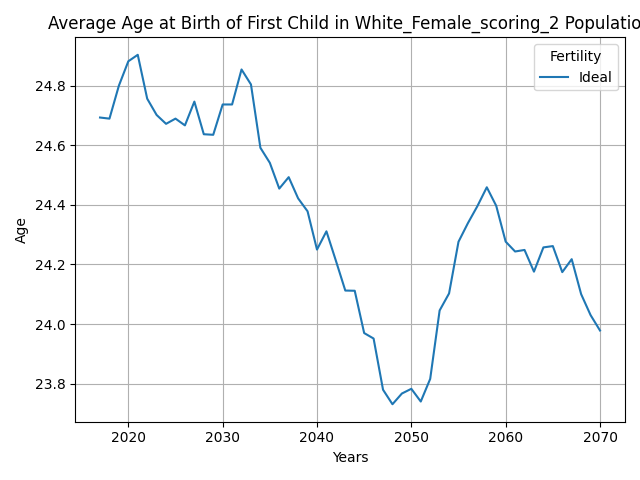 Average Age at Birth of First Child in White_Female_scoring_2 Populatio
Fertility
Ideal
24.8
24.6
24.4
24.2
24.0
23.8
Age
2020 2030 2040 2050 2060 2070
Years